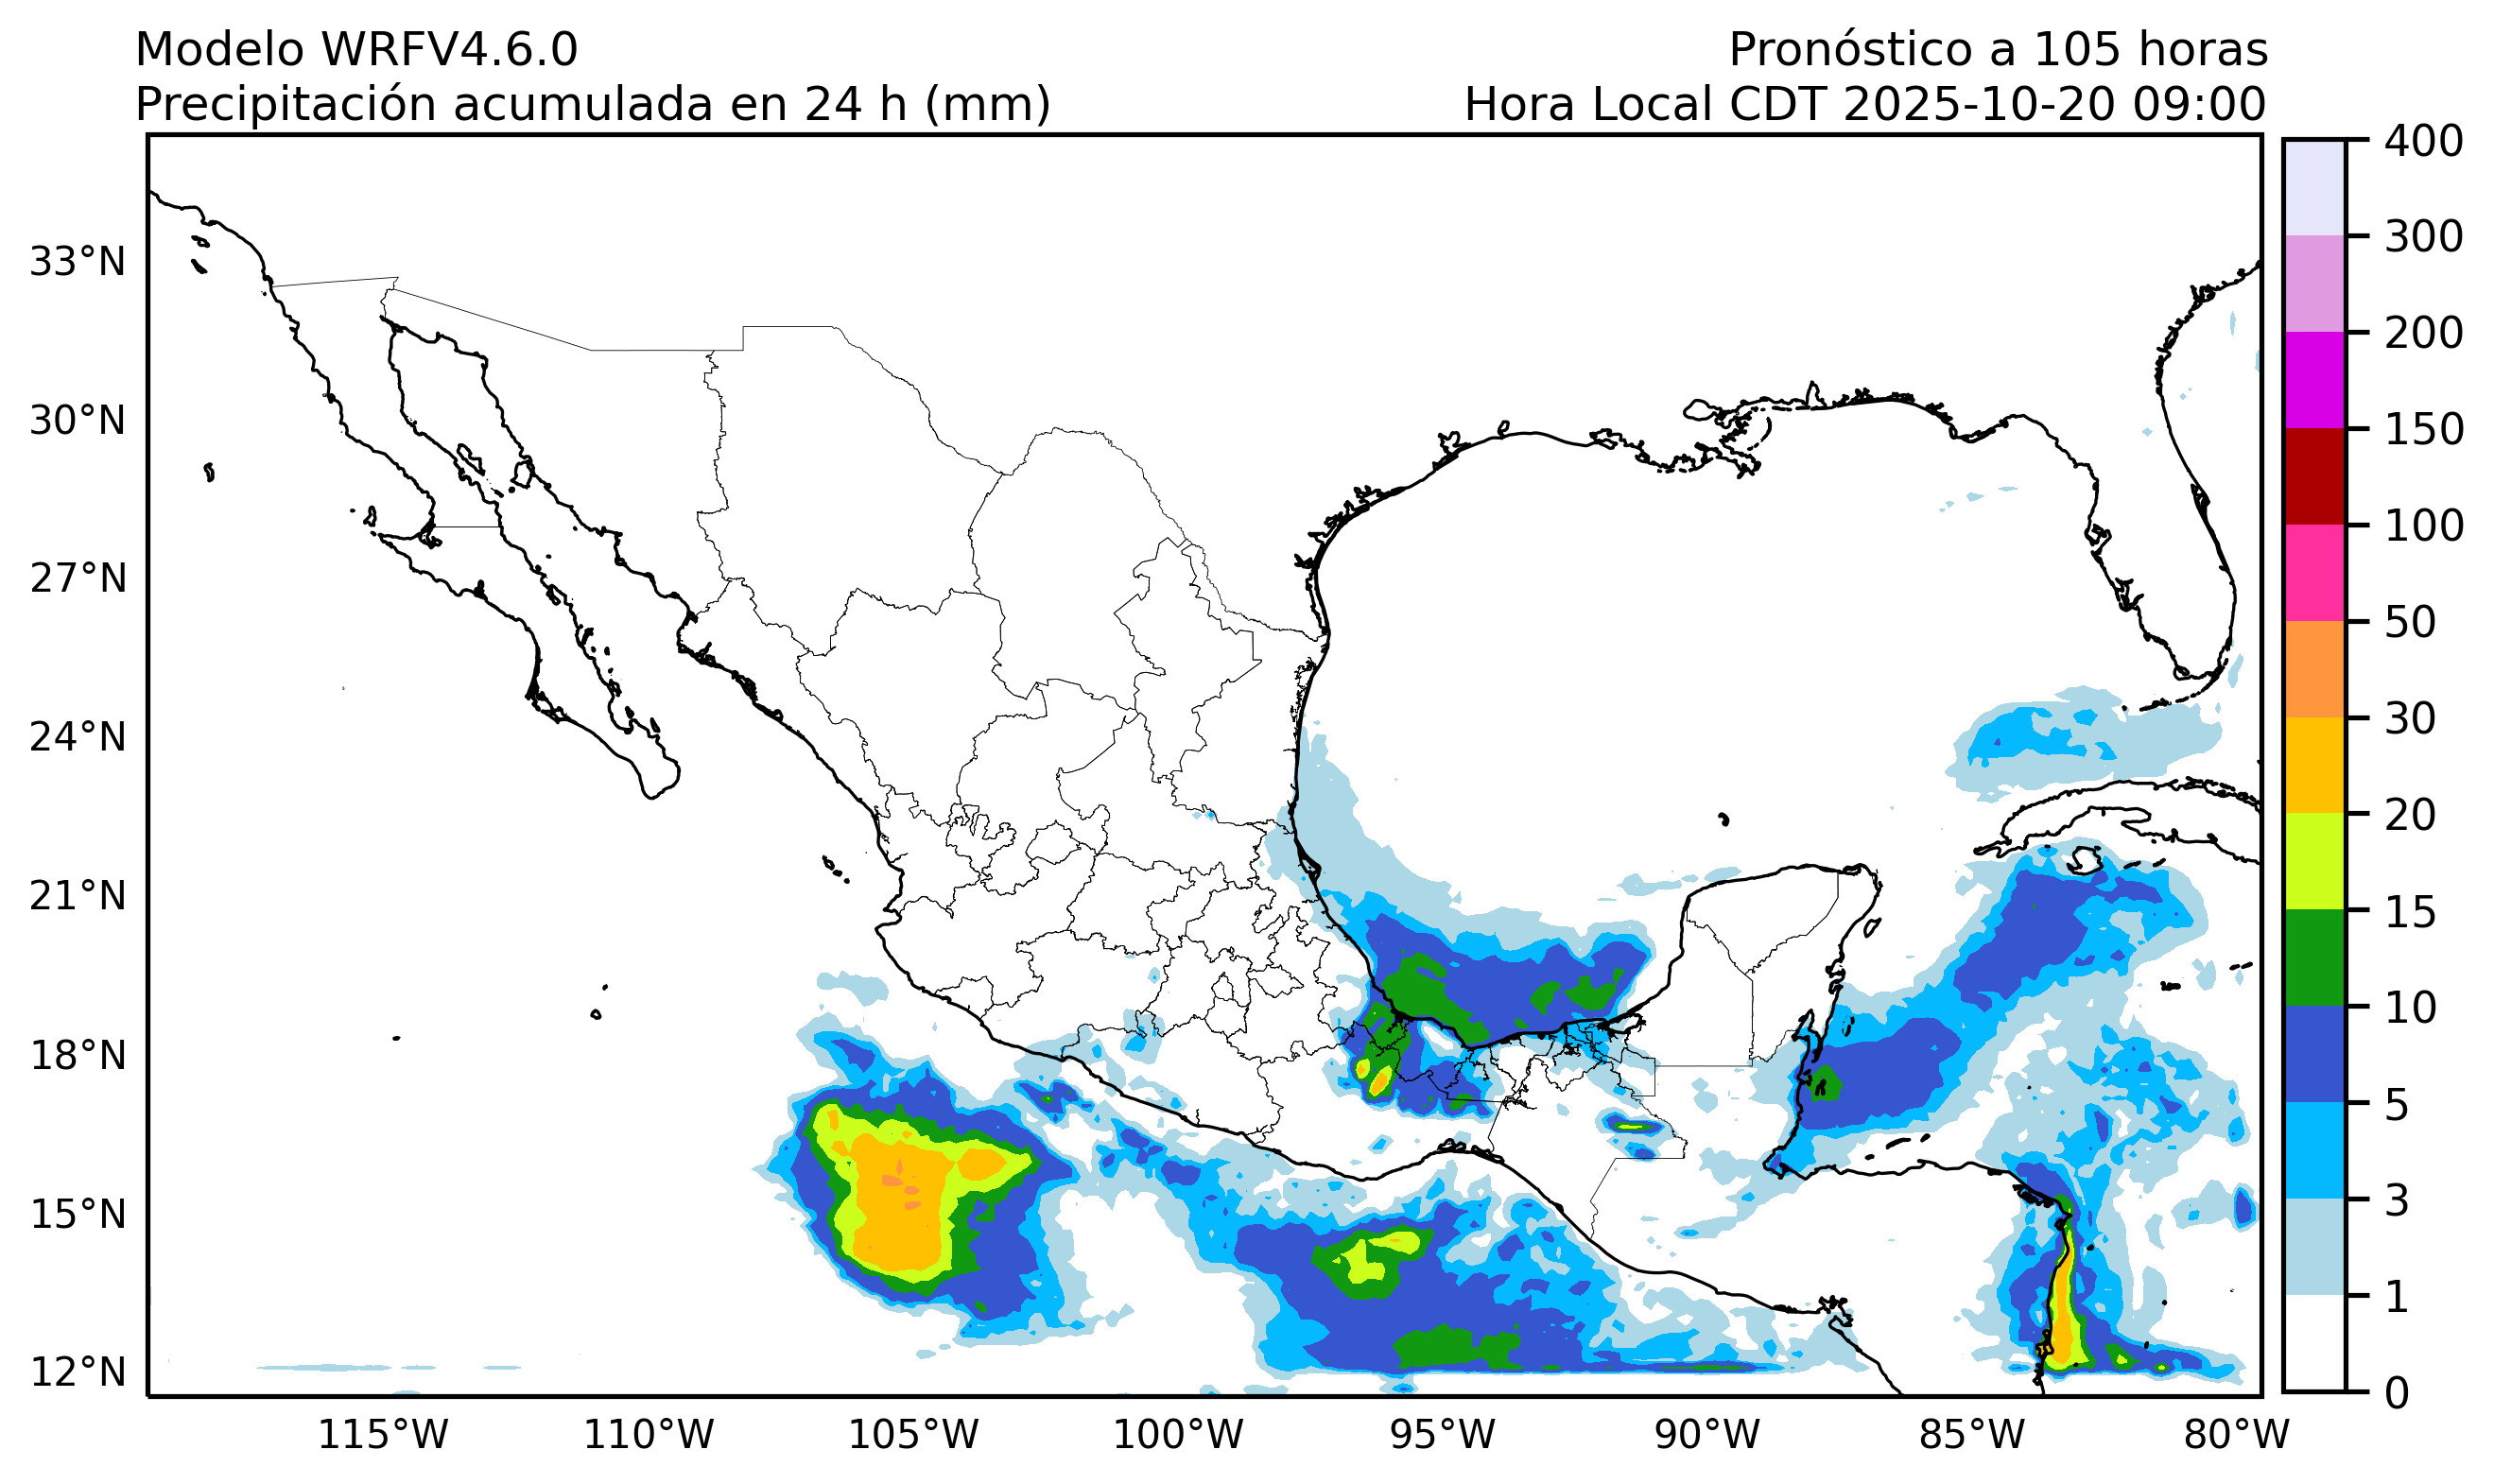 Modelo WRFV4.6.0
Pronóstico a 105 horas
Precipitación acumulada en 24 h (mm)
Hora Local CDT 2025-10-20 09:00
33°N
30°N
27°N
24°N
21°N
18°N
15°N
12°N
115°W
110°W
105°W
100°W
95°W
90°W
85°W
80°W
400
300
200
150
100
50
30
20
15
10
5
3
1
0